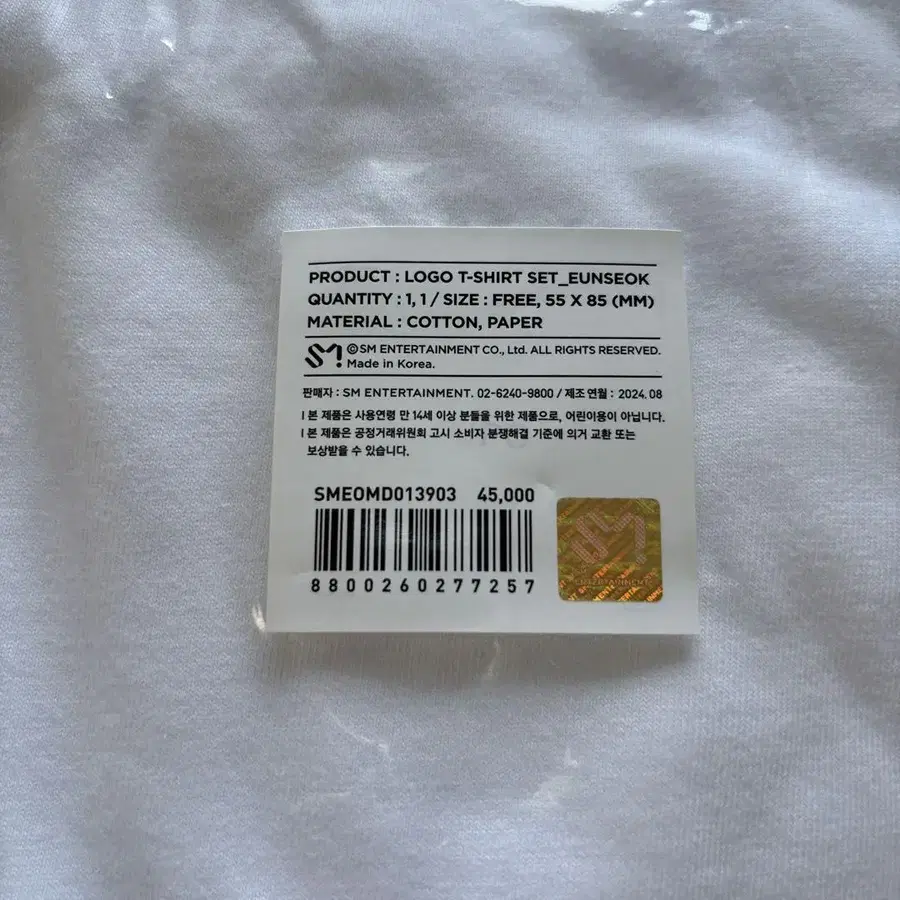 PRODUCT : LOGO T-SHIRT SET_EUNSEOK
QUANTITY : 1, 1 / SIZE : FREE, 55 X 85 (MM)
MATERIAL : COTTON, PAPER
SM! ©SM ENTERTAINMENT CO., Ltd. ALL RIGHTS RESERVED.
Made in Korea.
판매자 : SM ENTERTAINMENT. 02-6240-9800 / 제조 연월 : 2024. 08
ı 본 제품은 사용연령 만 14세 이상 분들을 위한 제품으로, 어린이용이 아닙니다.
ı 본 제품은 공정거래위원회 고시 소비자 분쟁해결 기준에 의거 교환 또는
보상받을 수 있습니다.
SMEOMD013903 45,000
8800260277257
SM
ENTERTAINMENT